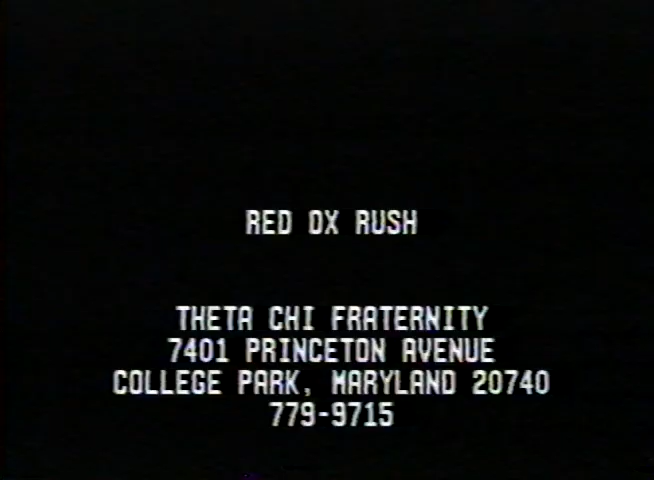 RED OX RUSH
THETA CHI FRATERNITY
7401 PRINCETON AVENUE
COLLEGE PARK, MARYLAND 20740
779-9715